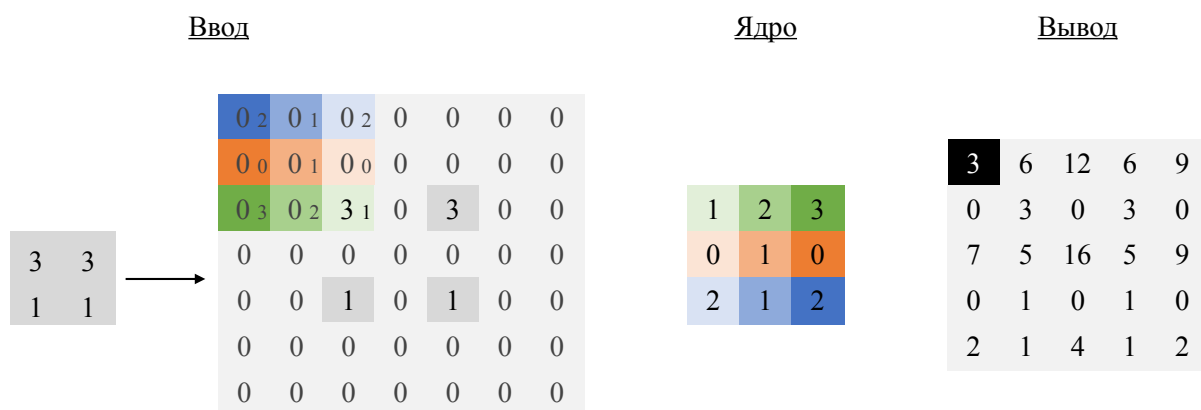 Ввод
Ядро
Вывод
3 3
1 1
0 2 0 1 0 2 0 0 0 0
0 0 0 1 0 0 0 0 0 0
0 3 0 2 3 1 0 3 0 0
0 0 0 0 0 0 0
0 0 1 0 1 0 0
0 0 0 0 0 0 0
0 0 0 0 0 0 0
1 2 3
0 1 0
2 1 2
3 6 12 6 9
0 3 0 3 0
7 5 16 5 9
0 1 0 1 0
2 1 4 1 2